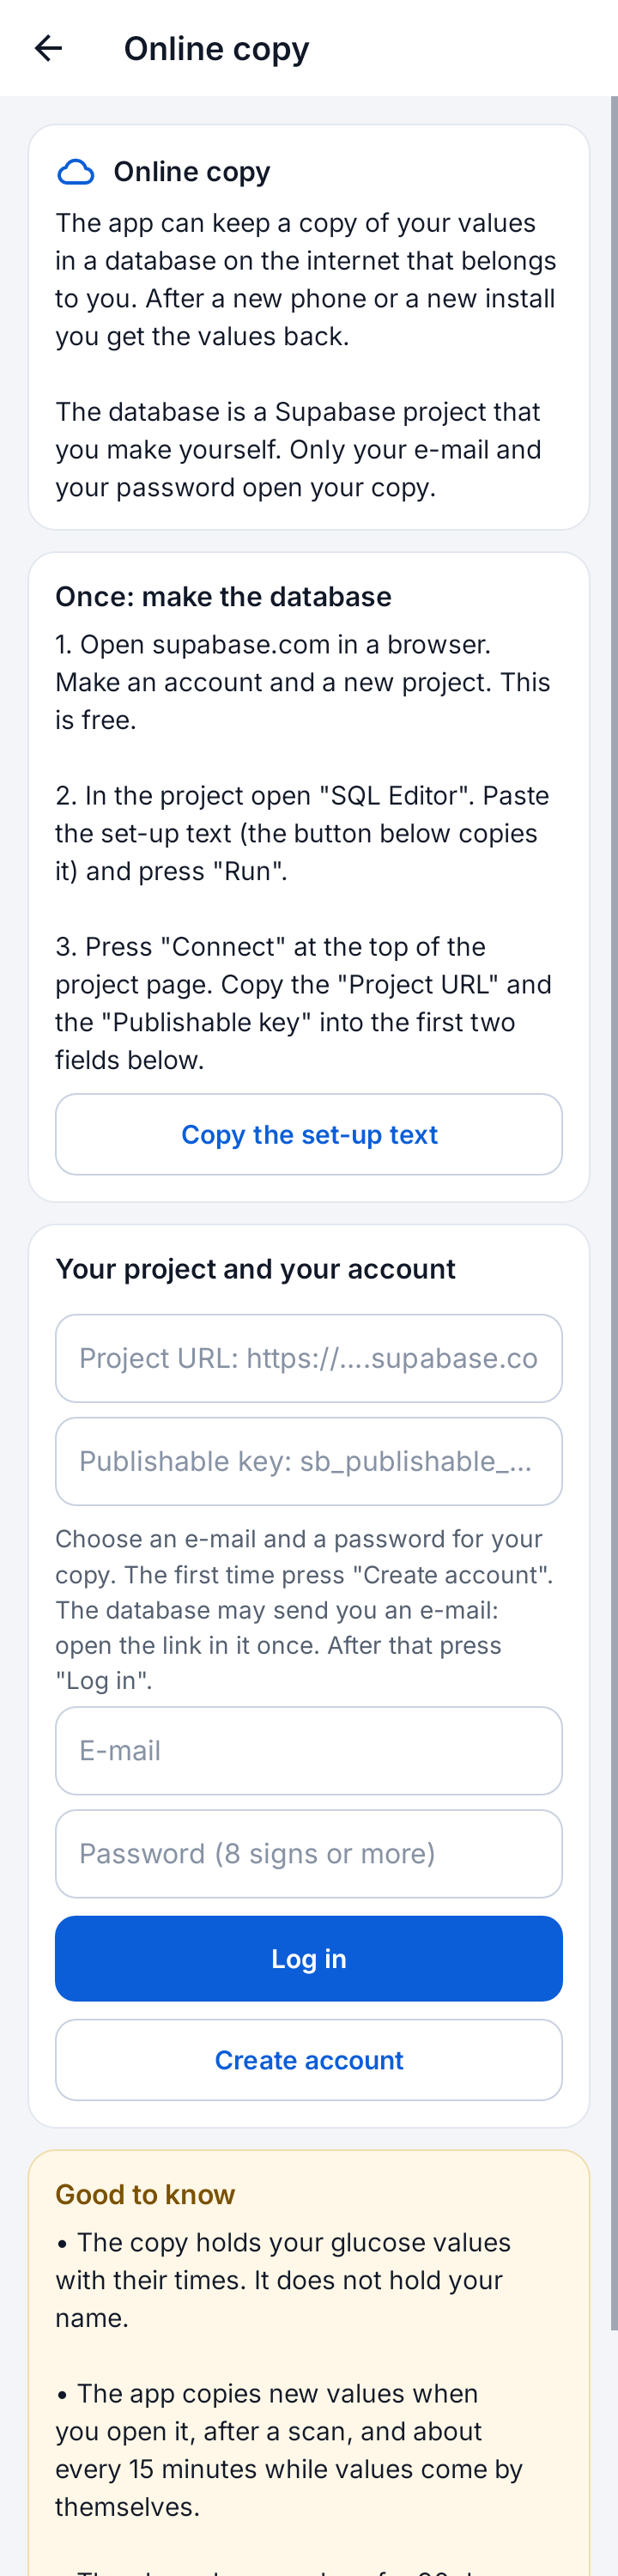 Online copy
Online copy
The app can keep a copy of your values
in a database on the internet that belongs
to you. After a new phone or a new install
you get the values back.
The database is a Supabase project that
you make yourself. Only your e-mail and
your password open your copy.
Once: make the database
1. Open supabase.com in a browser.
Make an account and a new project. This
is free.
2. In the project open "SQL Editor". Paste
the set-up text (the button below copies
it) and press "Run".
3. Press "Connect" at the top of the
project page. Copy the "Project URL" and
the "Publishable key" into the first two
fields below.
Copy the set-up text
Your project and your account
Project URL: https://....supabase.co
Publishable key: sb_publishable_...
Choose an e-mail and a password for your
copy. The first time press "Create account".
The database may send you an e-mail:
open the link in it once. After that press
"Log in".
E-mail
Password (8 signs or more)
Log in
Create account
Good to know
• The copy holds your glucose values
with their times. It does not hold your
name.
• The app copies new values when
you open it, after a scan, and about
every 15 minutes while values come by
themselves.